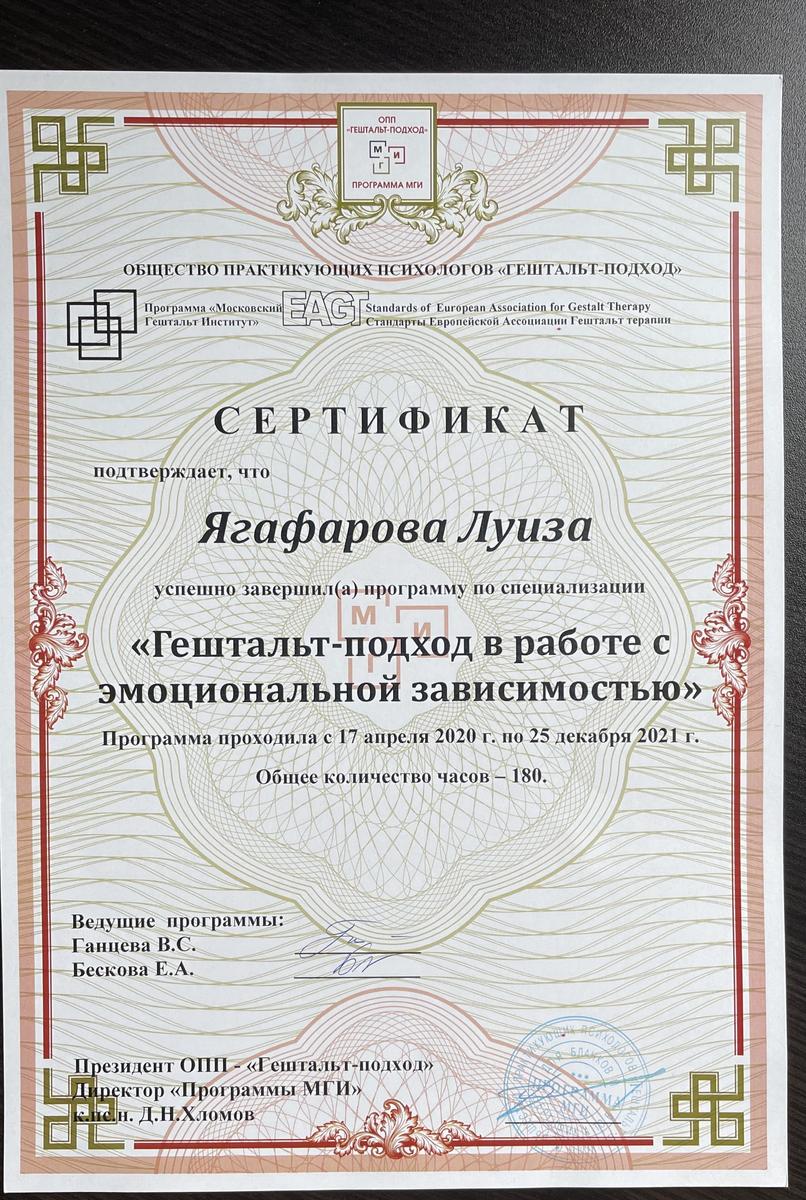 ОПП
«ГЕШТАЛЬТ-ПОДХОД»
М
И
Г
ПРОГРАММА МГИ
ОБЩЕСТВО ПРАКТИКУЮЩИХ ПСИХОЛОГОВ «ГЕШТАЛЬТ-ПОДХОД»
Программа «Московский
Гештальт Институт»
EAGT
Standards of European Association for Gestalt Therapy
Стандарты Европейской Ассоциации Гештальт терапии
СЕРТИФИКАТ
подтверждает, что
Ягафарова Луиза
успешно завершил(а) программу по специализации
М
И
Г
«Гештальт-подход в работе с
эмоциональной зависимостью»
Программа проходила с 17 апреля 2020 г. по 25 декабря 2021 г.
Общее количество часов – 180.
Ведущие программы:
Ганцева В.С.
Бескова Е.А.
Президент ОПП - «Гештальт-подход»
Директор «Программы МГИ»
к.пс.н. Д.Н.Хломов
ПСИХОЛОГОВ
ПРОГРАММА
МГИ